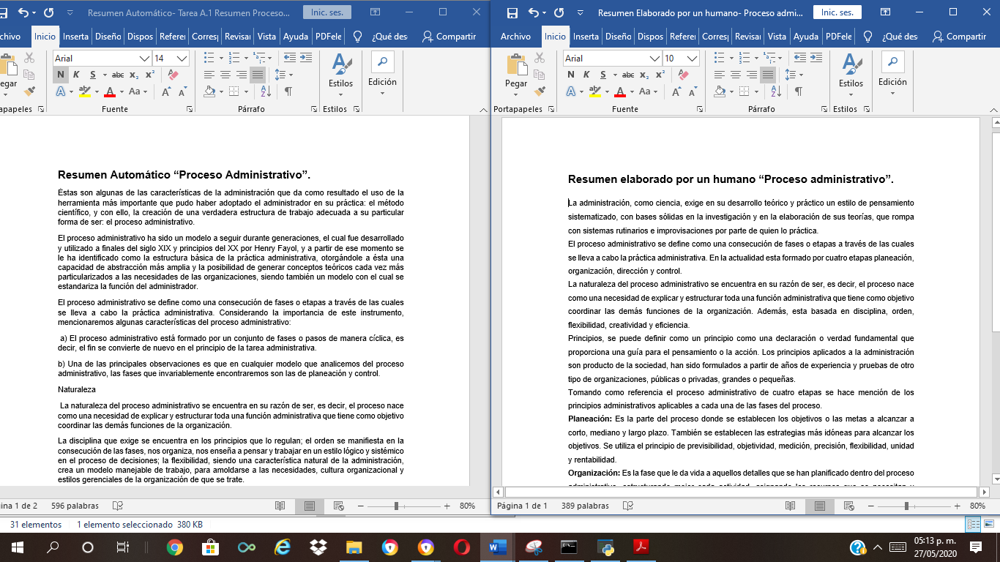 Resumen Automático- Tarea A.1 Resumen Proceso...
Inic. ses.
chivo Inicio Inserta Diseño Dispos Referen Corresp Revisar Vista Ayuda PDFele ¿Qué des Compartir
egar
Arial 14
N K S abc x₂ x²
A ab A Aa A A
Estilos
Edición
apapeles Fuente Párrafo Estilos
Resumen Automático “Proceso Administrativo”.
Éstas son algunas de las características de la administración que da como resultado el uso de la
herramienta más importante que pudo haber adoptado el administrador en su práctica: el método
científico, y con ello, la creación de una verdadera estructura de trabajo adecuada a su particular
forma de ser: el proceso administrativo.
El proceso administrativo ha sido un modelo a seguir durante generaciones, el cual fue desarrollado
y utilizado a finales del siglo XIX y principios del XX por Henry Fayol, y a partir de ese momento se
le ha identificado como la estructura básica de la práctica administrativa, otorgándole a ésta una
capacidad de abstracción más amplia y la posibilidad de generar conceptos teóricos cada vez más
particularizados a las necesidades de las organizaciones, siendo también un modelo con el cual se
estandariza la función del administrador.
El proceso administrativo se define como una consecución de fases o etapas a través de las cuales
se lleva a cabo la práctica administrativa. Considerando la importancia de este instrumento,
mencionaremos algunas características del proceso administrativo:
a) El proceso administrativo está formado por un conjunto de fases o pasos de manera cíclica, es
decir, el fin se convierte de nuevo en el principio de la tarea administrativa.
b) Una de las principales observaciones es que en cualquier modelo que analicemos del proceso
administrativo, las fases que invariablemente encontraremos son las de planeación y control.
Naturaleza
La naturaleza del proceso administrativo se encuentra en su razón de ser, es decir, el proceso nace
como una necesidad de explicar y estructurar toda una función administrativa que tiene como objetivo
coordinar las demás funciones de la organización.
La disciplina que exige se encuentra en los principios que lo regulan; el orden se manifiesta en la
consecución de las fases, nos organiza, nos enseña a pensar y trabajar en un estilo lógico y sistémico
en el proceso de decisiones; la flexibilidad, siendo una característica natural de la administración,
crea un modelo manejable de trabajo, para amoldarse a las necesidades, cultura organizacional y
estilos gerenciales de la organización de que se trate.
gina 1 de 2 596 palabras 80%
Resumen Elaborado por un humano- Proceso admi...
Inic. ses.
Archivo Inicio Inserta Diseño Dispos Referen Corresp Revisar Vista Ayuda PDFele ¿Qué des Compartir
Pegar
Arial 10
N K S abc x₂ x²
A ab A Aa A A
Estilos
Edición
Portapapeles Fuente Párrafo Estilos
Resumen elaborado por un humano “Proceso administrativo”.
La administración, como ciencia, exige en su desarrollo teórico y práctico un estilo de pensamiento
sistematizado, con bases sólidas en la investigación y en la elaboración de sus teorías, que rompa
con sistemas rutinarios e improvisaciones por parte de quien lo práctica.
El proceso administrativo se define como una consecución de fases o etapas a través de las cuales
se lleva a cabo la práctica administrativa. En la actualidad esta formado por cuatro etapas planeación,
organización, dirección y control.
La naturaleza del proceso administrativo se encuentra en su razón de ser, es decir, el proceso nace
como una necesidad de explicar y estructurar toda una función administrativa que tiene como objetivo
coordinar las demás funciones de la organización. Además, esta basada en disciplina, orden,
flexibilidad, creatividad y eficiencia.
Principios, se puede definir como un principio como una declaración o verdad fundamental que
proporciona una guía para el pensamiento o la acción. Los principios aplicados a la administración
son producto de la sociedad, han sido formulados a partir de años de experiencia y pruebas de otro
tipo de organizaciones, públicas o privadas, grandes o pequeñas.
Tomando como referencia el proceso administrativo de cuatro etapas se hace mención de los
principios administrativos aplicables a cada una de las fases del proceso.
Planeación: Es la parte del proceso donde se establecen los objetivos o las metas a alcanzar a
corto, mediano y largo plazo. También se establecen las estrategias más idóneas para alcanzar los
objetivos. Se utiliza el principio de previsibilidad, objetividad, medición, precisión, flexibilidad, unidad
y rentabilidad.
Organización: Es la fase que le da vida a aquellos detalles que se han planificado dentro del proceso
Página 1 de 1 389 palabras 80%
31 elementos 1 elemento seleccionado 380 KB
05:13 p. m.
27/05/2020